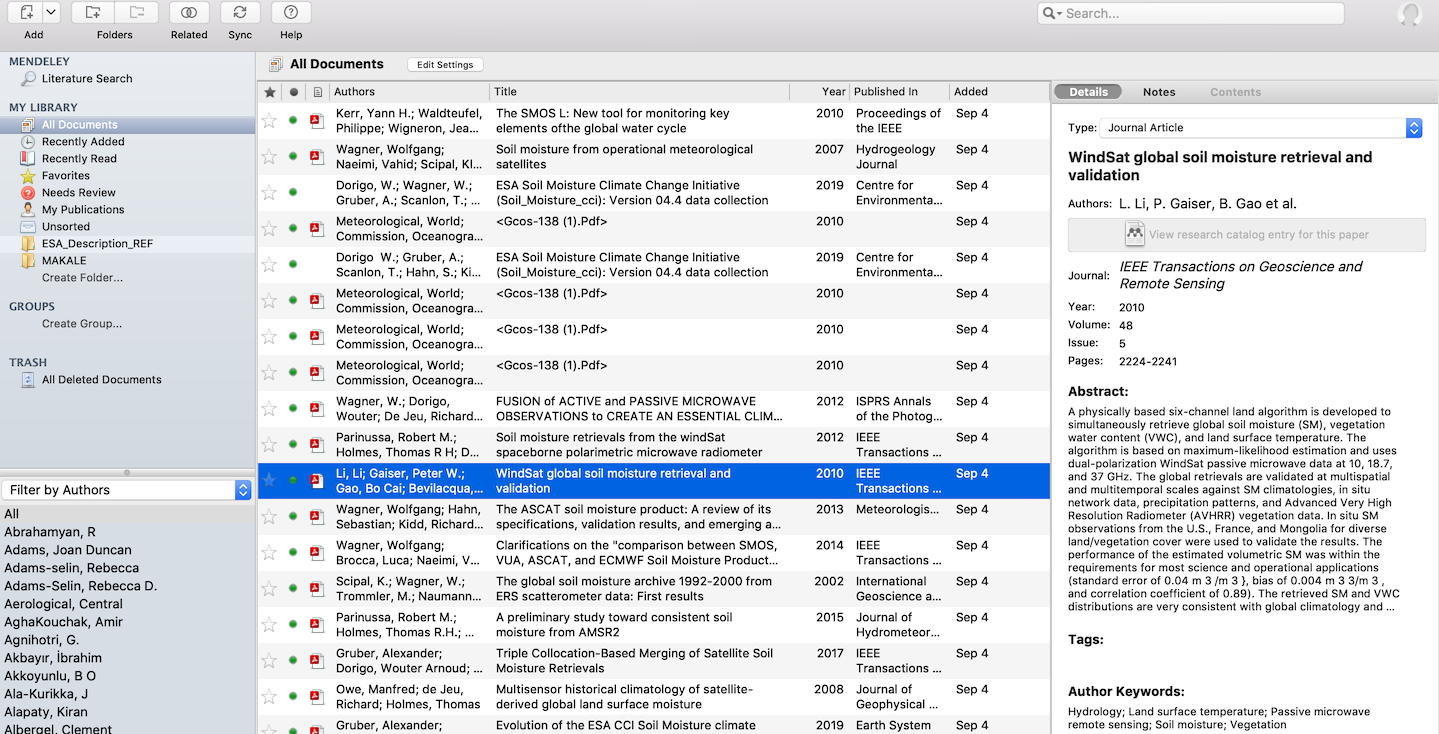 Search...
Add
Folders
Related
Sync
Help
MENDELEY
Literature Search
MY LIBRARY
All Documents
Recently Added
Recently Read
Favorites
Needs Review
My Publications
Unsorted
ESA_Description_REF
MAKALE
Create Folder...
GROUPS
Create Group...
TRASH
All Deleted Documents
Filter by Authors
All
Abrahamyan, R
Adams, Joan Duncan
Adams-selin, Rebecca
Adams-Selin, Rebecca D.
Aerological, Central
AghaKouchak, Amir
Agnihotri, G.
Akbayır, İbrahim
Akkoyunlu, B O
Ala-Kurikka, J
Alapaty, Kiran
Albergel, Clement
All Documents
Edit Settings
Authors Title Year Published In Added
Kerr, Yann H.; Waldteufel, The SMOS L: New tool for monitoring key 2010 Proceedings of Sep 4
Philippe; Wigneron, Jea... elements ofthe global water cycle the IEEE
Wagner, Wolfgang; Soil moisture from operational meteorological 2007 Hydrogeology Sep 4
Naeimi, Vahid; Scipal, Kl... satellites Journal
Dorigo, W.; Wagner, W.; ESA Soil Moisture Climate Change Initiative 2019 Centre for Sep 4
Gruber, A.; Scanlon, T.; ... (Soil_Moisture_cci): Version 04.4 data collection Environmenta...
Meteorological, World; <Gcos-138 (1).Pdf> 2010 Sep 4
Commission, Oceanogra...
Dorigo W.; Gruber, A.; ESA Soil Moisture Climate Change Initiative 2019 Centre for Sep 4
Scanlon, T.; Hahn, S.; Ki... (Soil_Moisture_cci): Version 04.4 data collection Environmenta...
Meteorological, World; <Gcos-138 (1).Pdf> 2010 Sep 4
Commission, Oceanogra...
Meteorological, World; <Gcos-138 (1).Pdf> 2010 Sep 4
Commission, Oceanogra...
Meteorological, World; <Gcos-138 (1).Pdf> 2010 Sep 4
Commission, Oceanogra...
Wagner, W.; Dorigo, FUSION of ACTIVE and PASSIVE MICROWAVE 2012 ISPRS Annals Sep 4
Wouter; De Jeu, Richard... OBSERVATIONS to CREATE AN ESSENTIAL CLIM... of the Photog...
Parinussa, Robert M.; Soil moisture retrievals from the windSat 2012 IEEE Sep 4
Holmes, Thomas R H; D... spaceborne polarimetric microwave radiometer Transactions ...
Li, Li; Gaiser, Peter W.; WindSat global soil moisture retrieval and 2010 IEEE Sep 4
Gao, Bo Cai; Bevilacqua,... validation Transactions ...
Wagner, Wolfgang; Hahn, The ASCAT soil moisture product: A review of its 2013 Meteorologis... Sep 4
Sebastian; Kidd, Richard... specifications, validation results, and emerging a...
Wagner, Wolfgang; Clarifications on the "comparison between SMOS, 2014 IEEE Sep 4
Brocca, Luca; Naeimi, V... VUA, ASCAT, and ECMWF Soil Moisture Product... Transactions ...
Scipal, K.; Wagner, W.; The global soil moisture archive 1992-2000 from 2002 International Sep 4
Trommler, M.; Naumann... ERS scatterometer data: First results Geoscience a...
Parinussa, Robert M.; A preliminary study toward consistent soil 2015 Journal of Sep 4
Holmes, Thomas R.H.; ... moisture from AMSR2 Hydrometeor...
Gruber, Alexander; Triple Collocation-Based Merging of Satellite Soil 2017 IEEE Sep 4
Dorigo, Wouter Arnoud; ... Moisture Retrievals Transactions ...
Owe, Manfred; de Jeu, Multisensor historical climatology of satellite- 2008 Journal of Sep 4
Richard; Holmes, Thomas derived global land surface moisture Geophysical ...
Gruber, Alexander; Evolution of the ESA CCI Soil Moisture climate 2019 Earth System Sep 4
Details Notes Contents
Type: Journal Article
WindSat global soil moisture retrieval and
validation
Authors: L. Li, P. Gaiser, B. Gao et al.
View research catalog entry for this paper
Journal: IEEE Transactions on Geoscience and
Remote Sensing
Year: 2010
Volume: 48
Issue: 5
Pages: 2224-2241
Abstract:
A physically based six-channel land algorithm is developed to
simultaneously retrieve global soil moisture (SM), vegetation
water content (VWC), and land surface temperature. The
algorithm is based on maximum-likelihood estimation and uses
dual-polarization WindSat passive microwave data at 10, 18.7,
and 37 GHz. The global retrievals are validated at multispatial
and multitemporal scales against SM climatologies, in situ
network data, precipitation patterns, and Advanced Very High
Resolution Radiometer (AVHRR) vegetation data. In situ SM
observations from the U.S., France, and Mongolia for diverse
land/vegetation cover were used to validate the results. The
performance of the estimated volumetric SM was within the
requirements for most science and operational applications
(standard error of 0.04 m 3 /m 3 }, bias of 0.004 m 3 3/m 3 ,
and correlation coefficient of 0.89). The retrieved SM and VWC
distributions are very consistent with global climatology and ...
Tags:
Author Keywords:
Hydrology; Land surface temperature; Passive microwave
remote sensing; Soil moisture; Vegetation